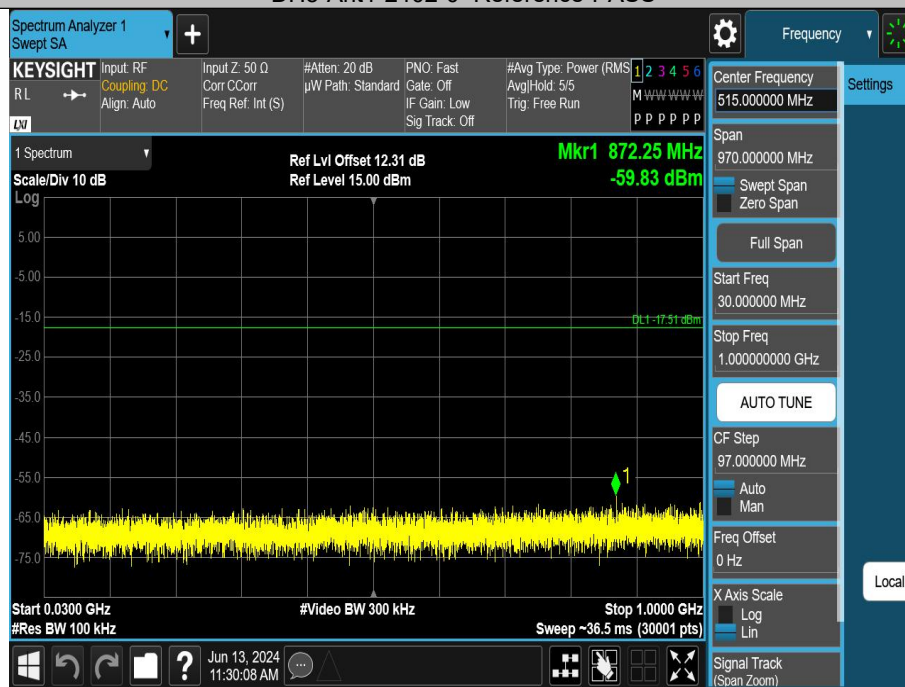 Spectrum Analyzer 1
Swept SA
Frequency
KEYSIGHT
RL
LXI
Input: RF
Coupling: DC
Align: Auto
Input Z: 50 Ω
Corr CCorr
Freq Ref: Int (S)
#Atten: 20 dB
µW Path: Standard
PNO: Fast
Gate: Off
IF Gain: Low
Sig Track: Off
#Avg Type: Power (RMS
Avg|Hold: 5/5
Trig: Free Run
1 2 3 4 5 6
M W W W W W
P P P P P P
1 Spectrum
Scale/Div 10 dB
Log
Ref Lvl Offset 12.31 dB
Ref Level 15.00 dBm
Mkr1 872.25 MHz
-59.83 dBm
5.00
-5.00
-15.0
DL1 -17.51 dBm
-25.0
-35.0
-45.0
-55.0
1
-65.0
-75.0
Start 0.0300 GHz
#Res BW 100 kHz
#Video BW 300 kHz
Stop 1.0000 GHz
Sweep ~36.5 ms (30001 pts)
Center Frequency
515.000000 MHz
Settings
Span
970.000000 MHz
Swept Span
Zero Span
Full Span
Start Freq
30.000000 MHz
Stop Freq
1.000000000 GHz
AUTO TUNE
CF Step
97.000000 MHz
Auto
Man
Freq Offset
0 Hz
Local
X Axis Scale
Log
Lin
Signal Track
(Span Zoom)
?
Jun 13, 2024
11:30:08 AM